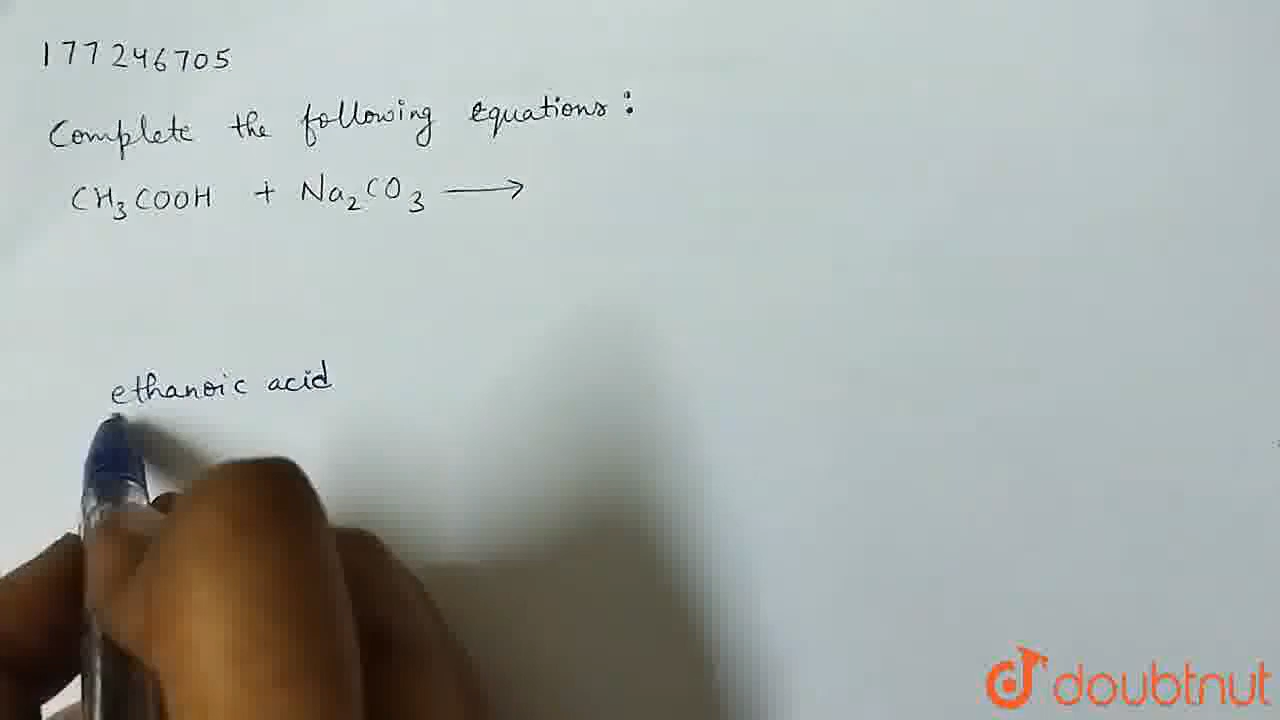 177246705
Complete the following equations:
CH₃COOH + Na₂CO₃ ⟶
ethanoic acid
doubtnut